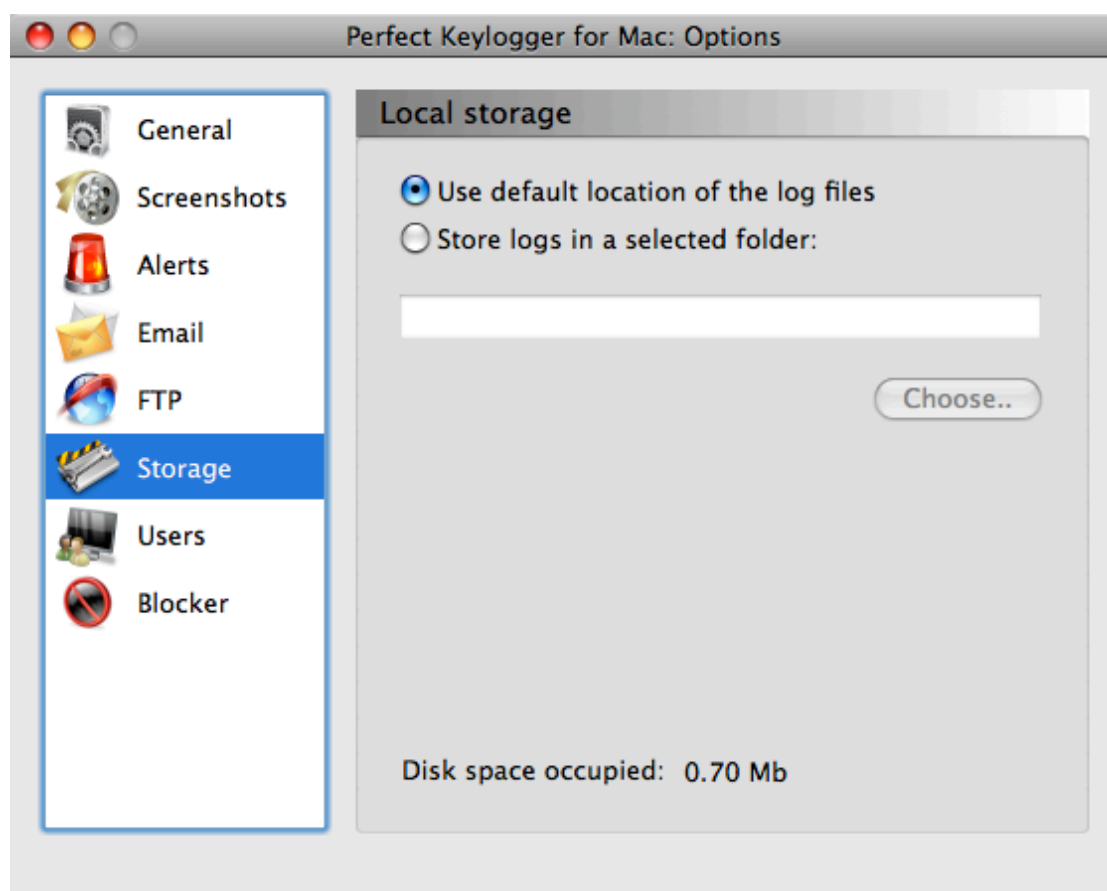 Perfect Keylogger for Mac: Options
General
Screenshots
Alerts
Email
FTP
Storage
Users
Blocker
Local storage
Use default location of the log files
Store logs in a selected folder:
Choose..
Disk space occupied: 0.70 Mb